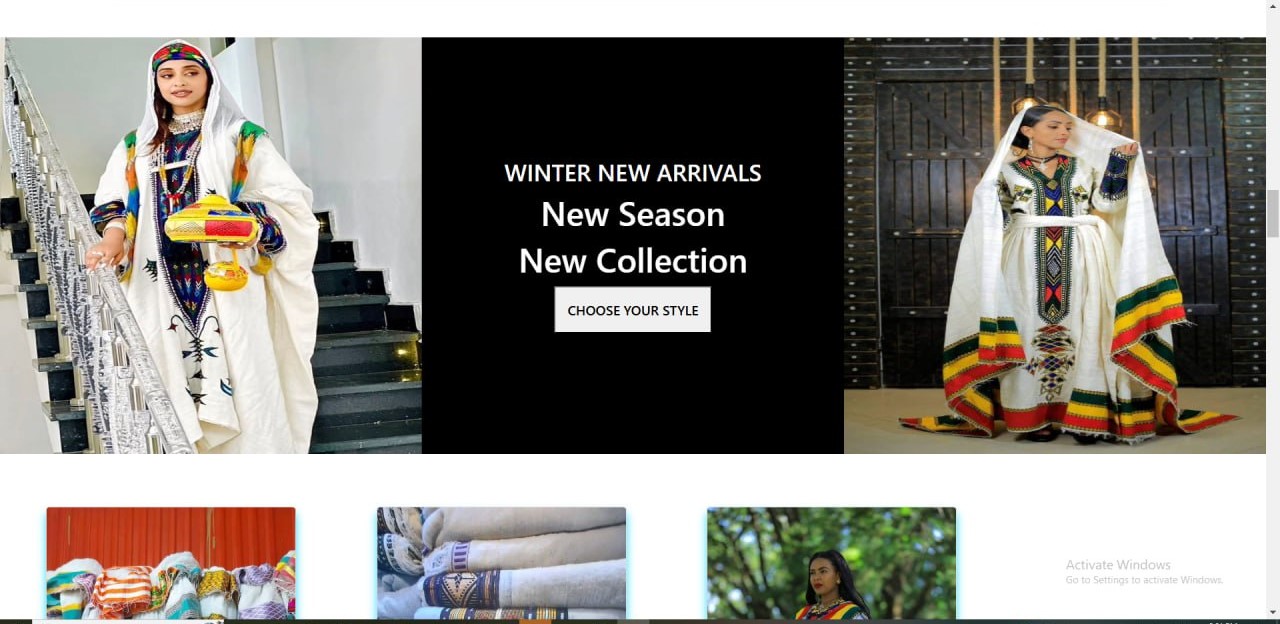 WINTER NEW ARRIVALS
New Season
New Collection
CHOOSE YOUR STYLE
Activate Windows
Go to Settings to activate Windows.